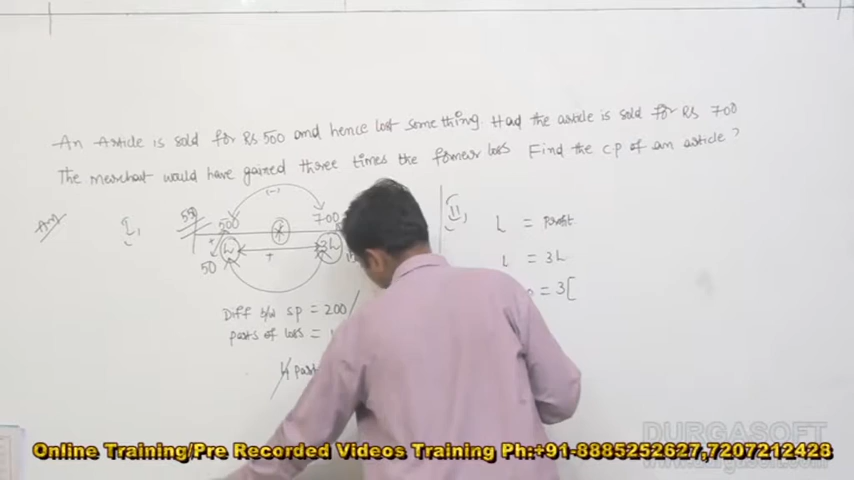 An Article is sold for Rs 500 and hence lost something. Had the article is sold for Rs 700
The merchant would have gained three times the former loss Find the CP of an article?
Ans
I,
550
500
(-)
700
L
*
3L
+
50
Diff b/w SP = 200
parts of loss =
4 parts
II,
L = Profit
L = 3L
= 3[
DURGASOFT
Online Training/Pre Recorded Videos Training Ph:+91-8885252627,7207212428